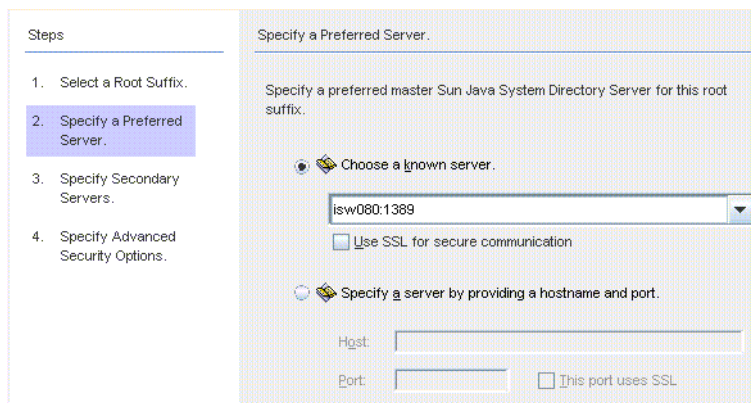 Steps
1. Select a Root Suffix.
2. Specify a Preferred
Server.
3. Specify Secondary
Servers.
4. Specify Advanced
Security Options.
Specify a Preferred Server.
Specify a preferred master Sun Java System Directory Server for this root
suffix.
Choose a known server.
isw080:1389
Use SSL for secure communication
Specify a server by providing a hostname and port.
Host:
Port:
This port uses SSL